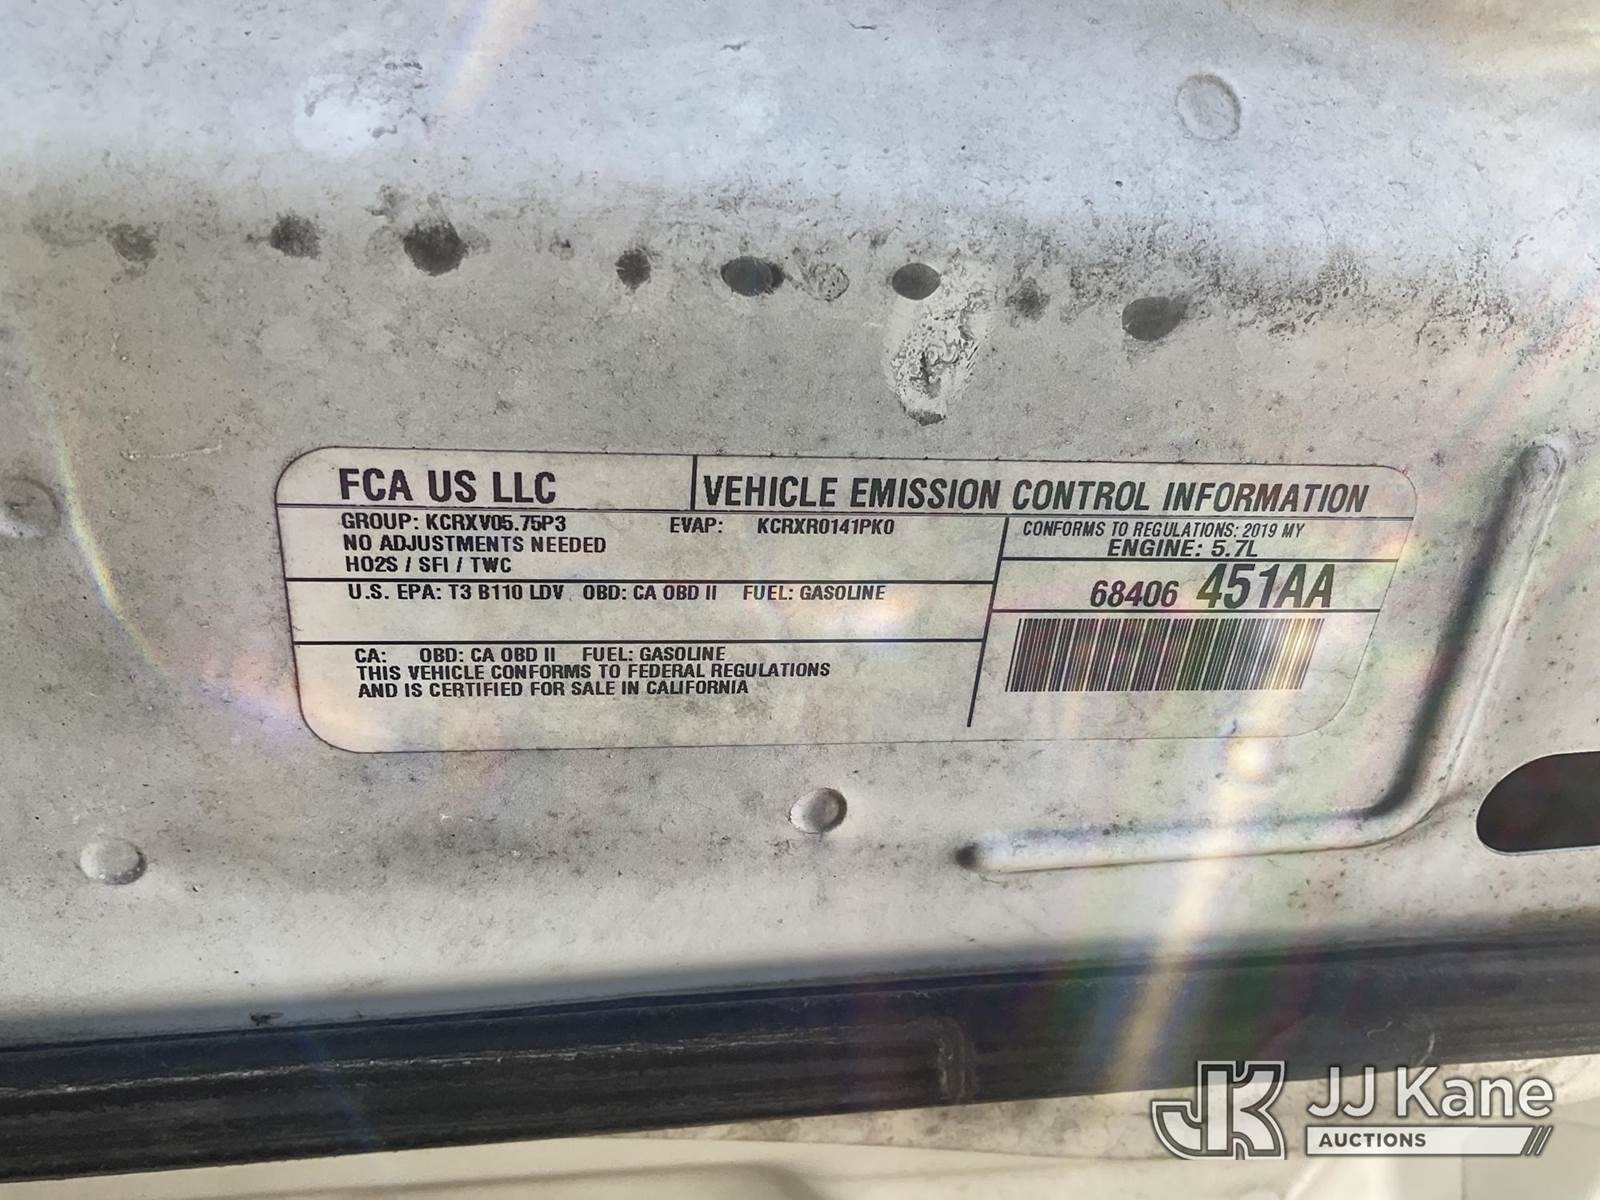 FCA US LLC
VEHICLE EMISSION CONTROL INFORMATION
GROUP: KCRXV05.75P3 EVAP: KCRXR0141PK0
NO ADJUSTMENTS NEEDED
HO2S / SFI / TWC
CONFORMS TO REGULATIONS: 2019 MY
ENGINE: 5.7L
U.S. EPA: T3 B110 LDV OBD: CA OBD II FUEL: GASOLINE
68406 451AA
CA: OBD: CA OBD II FUEL: GASOLINE
THIS VEHICLE CONFORMS TO FEDERAL REGULATIONS
AND IS CERTIFIED FOR SALE IN CALIFORNIA
JK JJ Kane
AUCTIONS